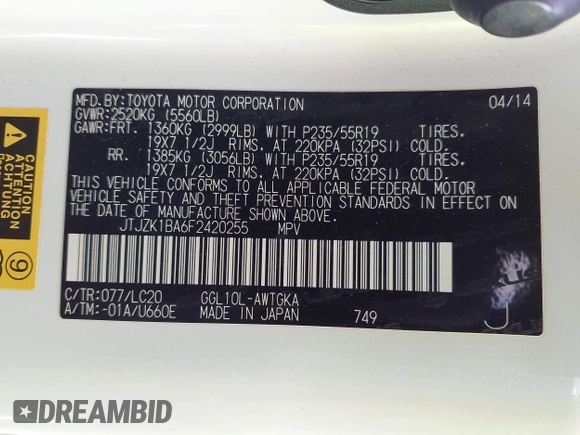 MFD. BY:TOYOTA MOTOR CORPORATION 04/14
GVWR:2520KG (5560LB)
GAWR:FRT. 1360KG (2999LB) WITH P235/55R19 TIRES.
19X7 1/2J RIMS. AT 220KPA (32PSI) COLD.
RR. 1385KG (3056LB) WITH P235/55R19 TIRES.
19X7 1/2J RIMS. AT 220KPA (32PSI) COLD.
THIS VEHICLE CONFORMS TO ALL APPLICABLE FEDERAL MOTOR
VEHICLE SAFETY AND THEFT PREVENTION STANDARDS IN EFFECT ON
THE DATE OF MANUFACTURE SHOWN ABOVE.
JTJZK1BA6F2420255 MPV
C/TR:077/LC20 GGL10L-AWTGKA
A/TM:-01A/U660E MADE IN JAPAN 749
J
CAUTION
ATTENTION
9
DREAMBID